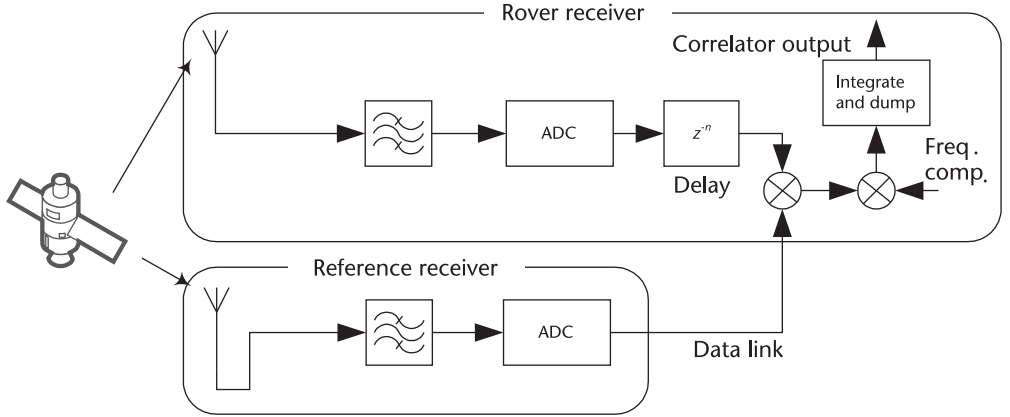 Rover receiver
Correlator output
Integrate
and dump
ADC
z⁻ⁿ
Delay
Freq.
comp.
Reference receiver
ADC
Data link